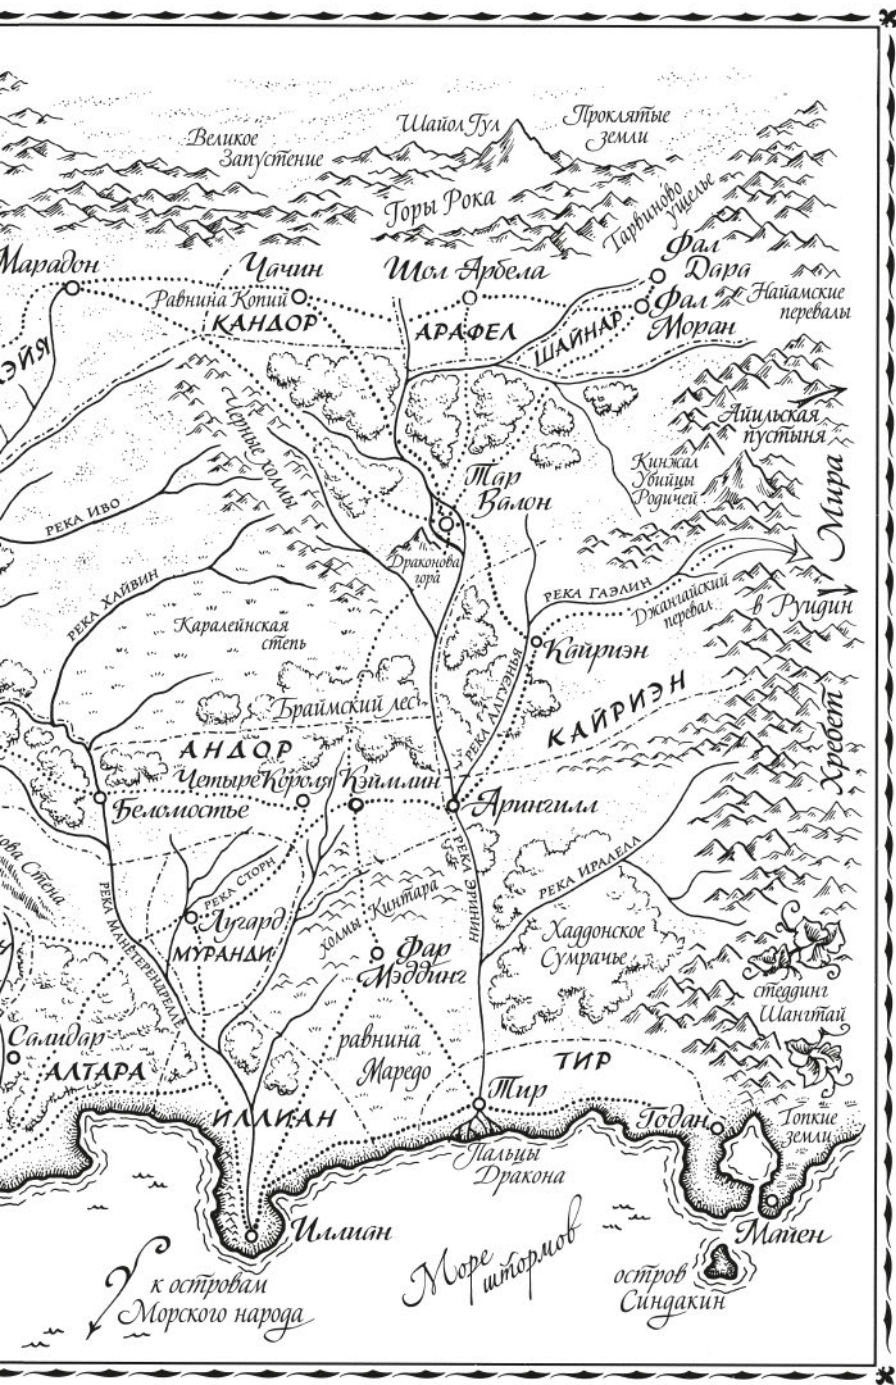 Шайол Гул
Проклятые
земли
Великое
Запустение
Горы Рока
Тарвиново
ущелье
Марадон
Чачин
Шол Арбела
Фал
Дара
Равнина Копий
Фал
Моран
Найамские
перевалы
КАНДОР
АРАФЕЛ
ШАЙНАР
ЭЙЯ
Чёрные холмы
Айильская
пустыня
Кинжал
Убийцы
Родичей
Тар
Валон
РЕКА ИВО
Драконова
гора
Хребет Мира
РЕКА ХАЙВИН
РЕКА ГАЭЛИН
Джангайский
перевал
в Руидин
Каралейнская
степь
Кайриэн
РЕКА АЛГУЭНЬЯ
КАЙРИЭН
Браймский лес
АНДОР
Четыре Короля
Кэймлин
Беломостье
Арингилл
ова Стена
РЕКА МАНЕТЕРЕНДРЕЛЛЕ
РЕКА СТОРН
РЕКА ЭРИНИН
РЕКА ИРАЛЕЛЛ
Лугард
МУРАНДИ
холмы Кинтара
Фар
Мэддинг
Хаддонское
Сумрачье
стеддинг
Шангтай
Салидар
АЛТАРА
равнина
Маредо
ТИР
Тир
ИЛЛИАН
Годан
Топкие
земли
Пальцы
Дракона
Иллиан
Майен
Море
штормов
остров
Синдакин
к островам
Морского народа